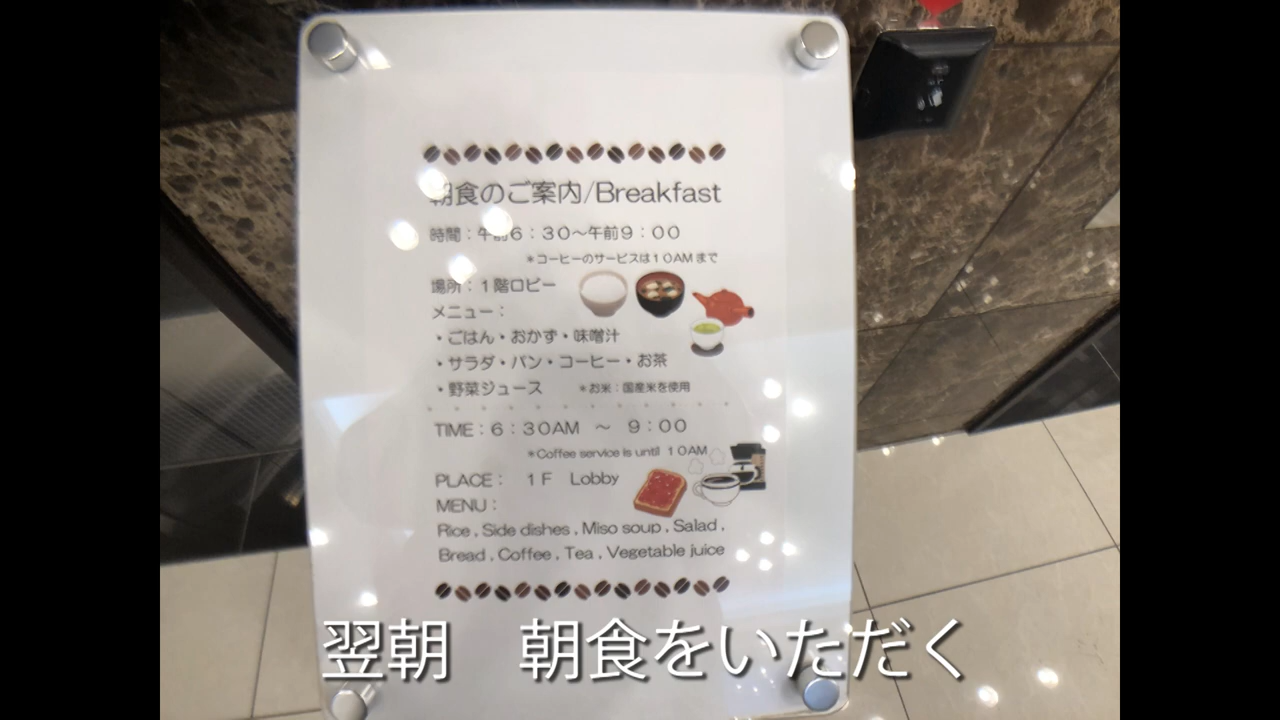 朝食のご案内/Breakfast
時間：午前６：３０～午前９：００
＊コーヒーのサービスは１０AMまで
場所：１階ロビー
メニュー：
・ごはん・おかず・味噌汁
・サラダ・パン・コーヒー・お茶
・野菜ジュース ＊お米：国産米を使用
TIME：６：３０AM ～ ９：００
＊Coffee service is until １０AM
PLACE： １F Lobby
MENU：
Rice , Side dishes , Miso soup , Salad ,
Bread , Coffee , Tea , Vegetable juice
翌朝 朝食をいただく